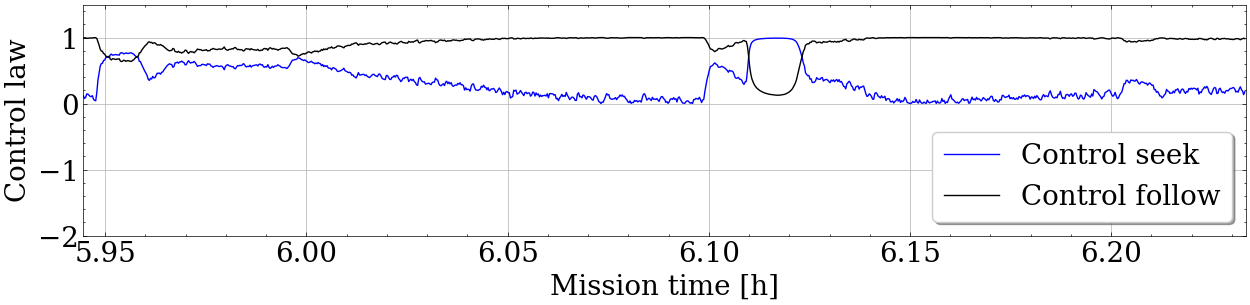 Control law
1
0
−1
−2
Control seek
Control follow
5.95 6.00 6.05 6.10 6.15 6.20
Mission time [h]